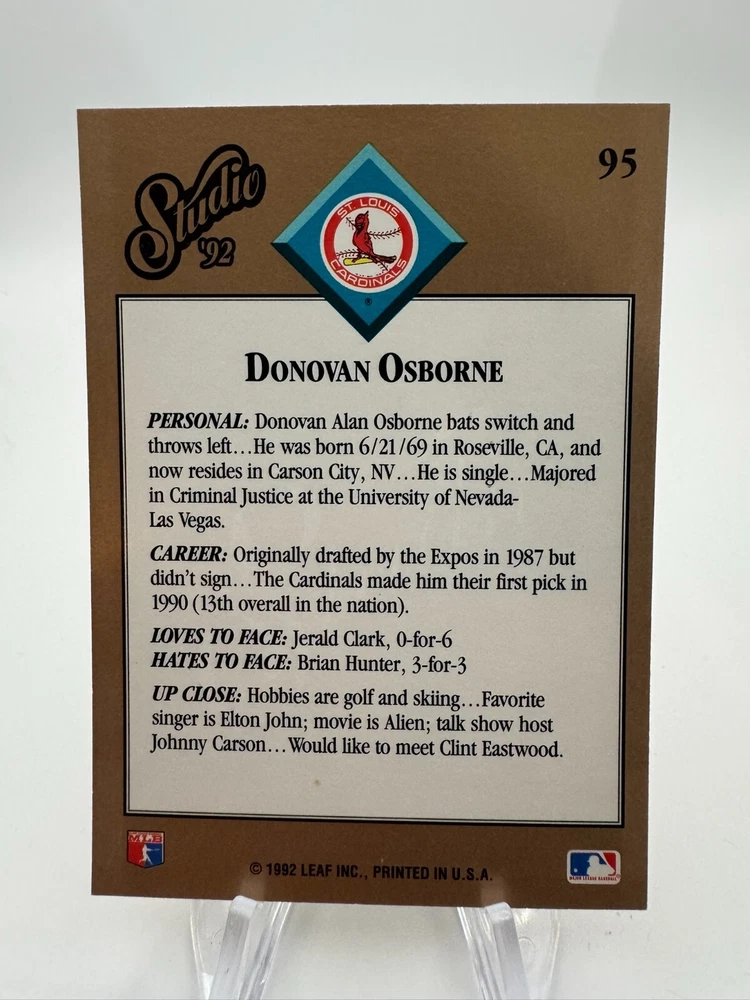 Studio
'92
95
ST. LOUIS
CARDINALS
®
DONOVAN OSBORNE
PERSONAL: Donovan Alan Osborne bats switch and
throws left...He was born 6/21/69 in Roseville, CA, and
now resides in Carson City, NV...He is single...Majored
in Criminal Justice at the University of Nevada-
Las Vegas.
CAREER: Originally drafted by the Expos in 1987 but
didn't sign...The Cardinals made him their first pick in
1990 (13th overall in the nation).
LOVES TO FACE: Jerald Clark, 0-for-6
HATES TO FACE: Brian Hunter, 3-for-3
UP CLOSE: Hobbies are golf and skiing...Favorite
singer is Elton John; movie is Alien; talk show host
Johnny Carson...Would like to meet Clint Eastwood.
MLB
© 1992 LEAF INC., PRINTED IN U.S.A.
MAJOR LEAGUE BASEBALL®